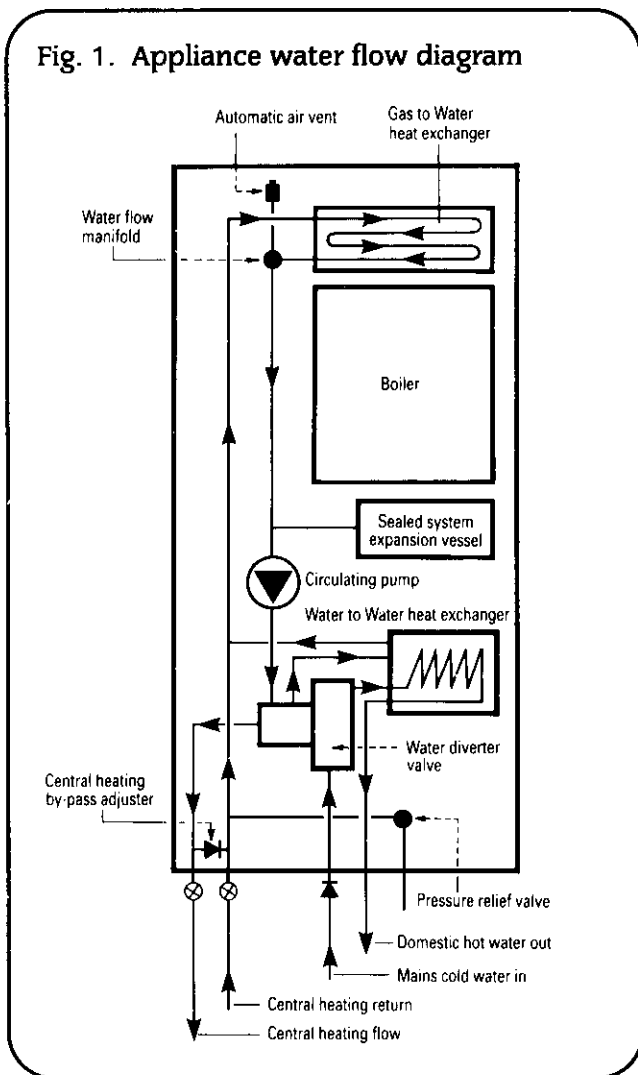 Fig. 1. Appliance water flow diagram
Automatic air vent
Gas to Water
heat exchanger
Water flow
manifold
Boiler
Sealed system
expansion vessel
Circulating pump
Water to Water heat exchanger
Water diverter
valve
Central heating
by-pass adjuster
Pressure relief valve
Domestic hot water out
Mains cold water in
Central heating return
Central heating flow